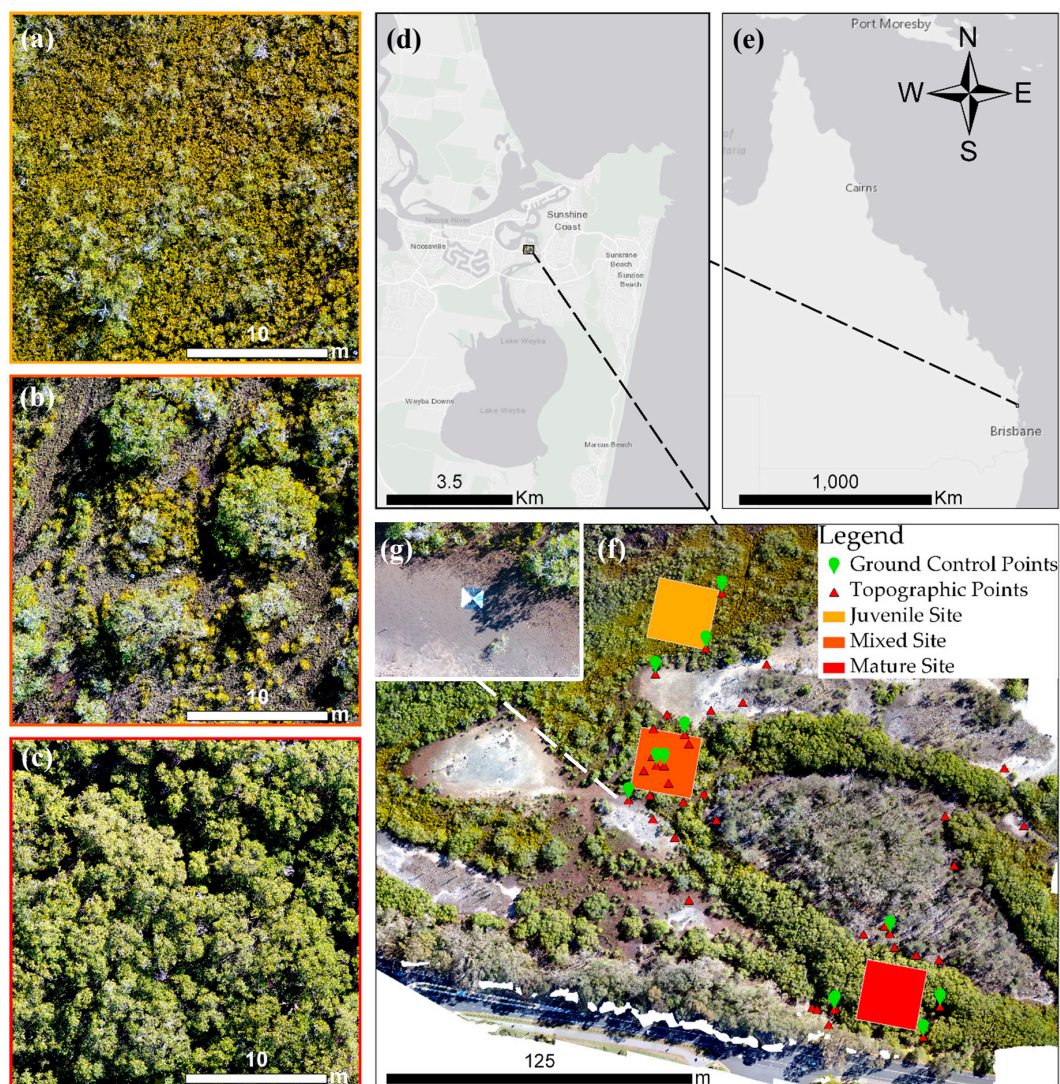 (a)
10
m
(b)
10
m
(c)
10
m
(d)
Noosa River
Sunshine
Coast
Noosaville
Sunshine
Beach
Sunrise
Beach
Lake Weyba
Weyba Downs
Lake Weyba
Marcus Beach
3.5
Km
(e)
Port Moresby
N
W
E
S
of
Cairns
Brisbane
1,000
Km
(g)
(f)
Legend
Ground Control Points
Topographic Points
Juvenile Site
Mixed Site
Mature Site
125
m